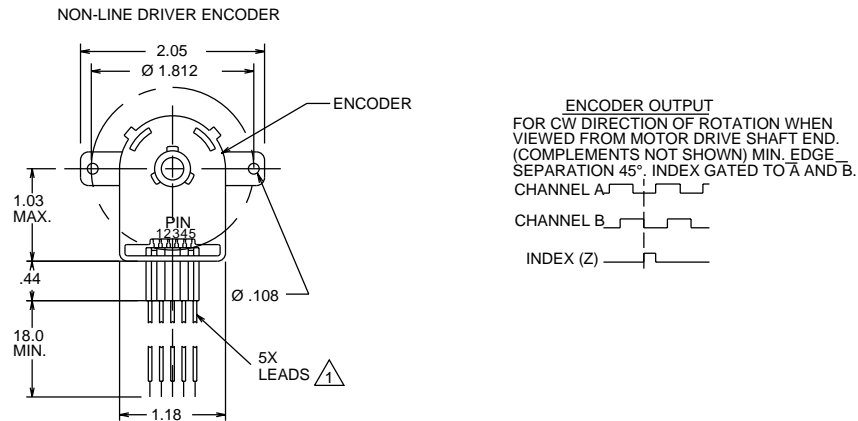 NON-LINE DRIVER ENCODER
2.05
Ø 1.812
ENCODER
1.03
MAX.
PIN
12345
.44
Ø .108
18.0
MIN.
5X
LEADS 1
1.18
ENCODER OUTPUT
FOR CW DIRECTION OF ROTATION WHEN
VIEWED FROM MOTOR DRIVE SHAFT END.
(COMPLEMENTS NOT SHOWN) MIN. EDGE
SEPARATION 45°. INDEX GATED TO A̅ AND B̅.
CHANNEL A
CHANNEL B
INDEX (Z)